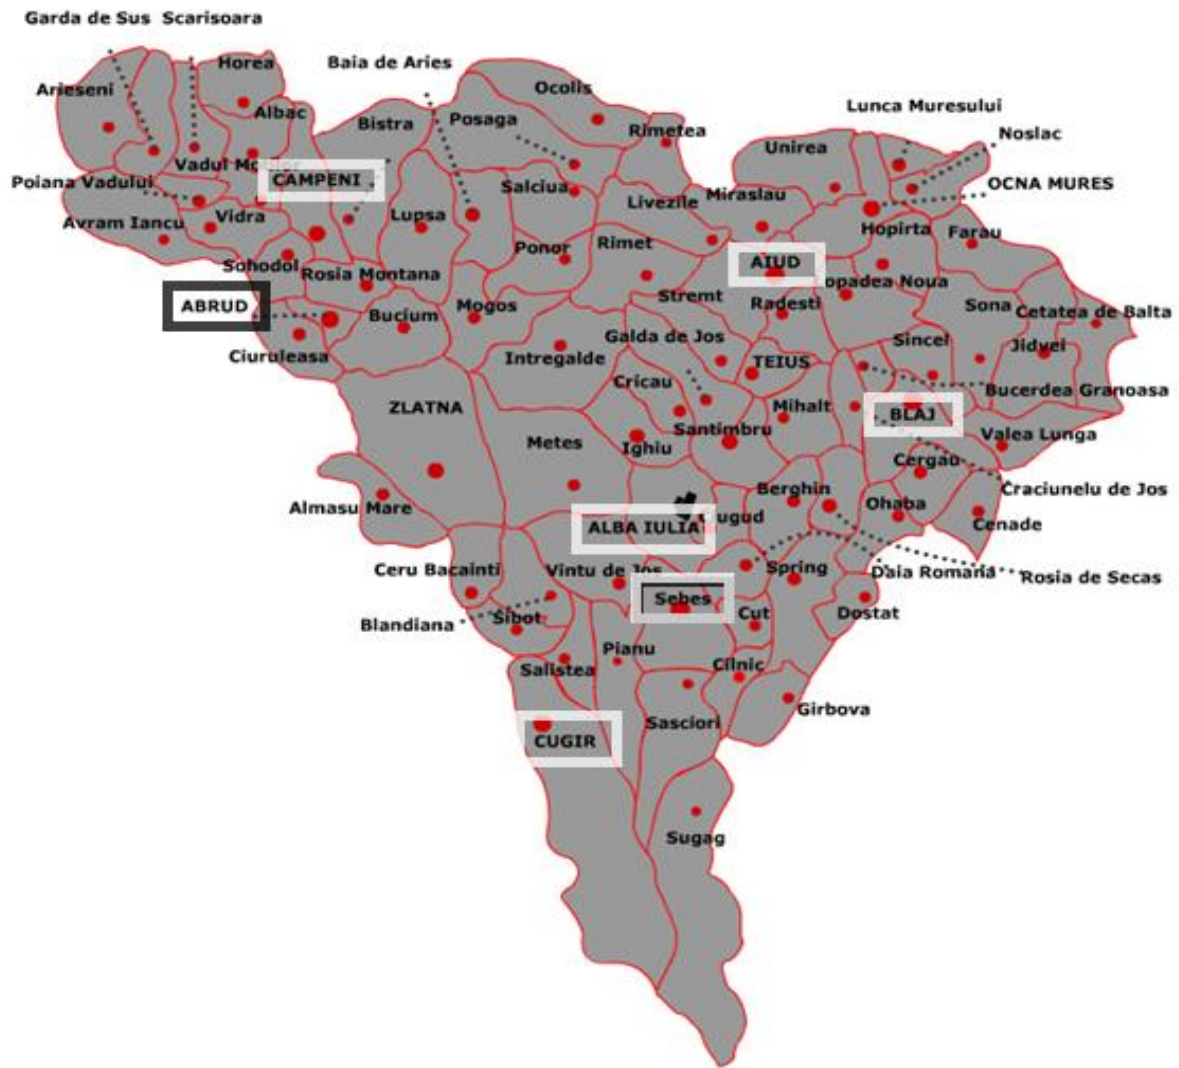 Garda de Sus Scarisoara
Horea
Baia de Aries
Arieseni
Ocolis
Albac
Bistra
Posaga
Lunca Muresului
Rimetea
Noslac
Unirea
Vadul
CAMPENI
Poiana Vadului
Salciua
OCNA MURES
Livezile
Miraslau
Avram Iancu
Vidra
Lupsa
Hopirta
Farau
Ponor
Rimet
Sohodol
Rosia Montana
AIUD
opadea Noua
ABRUD
Bucium
Mogos
Stremt
Radesti
Sona
Cetatea de Balta
Galda de Jos
Sincel
Jidvei
Ciuruleasa
Intregalde
TEIUS
Cricau
Bucerdea Granoasa
ZLATNA
Mihalt
BLAJ
Metes
Ighiu
Santimbru
Valea Lunga
Cergau
Berghin
Craciunelu de Jos
Almasu Mare
Ohaba
ALBA IULIA
ugud
Cenade
Ceru Bacainti
Vintu de Jos
Spring
Daia Romana
Rosia de Secas
Sebes
Blandiana
Sibot
Cut
Dostat
Pianu
Salistea
Cilnic
Girbova
Sasciori
CUGIR
Sugag